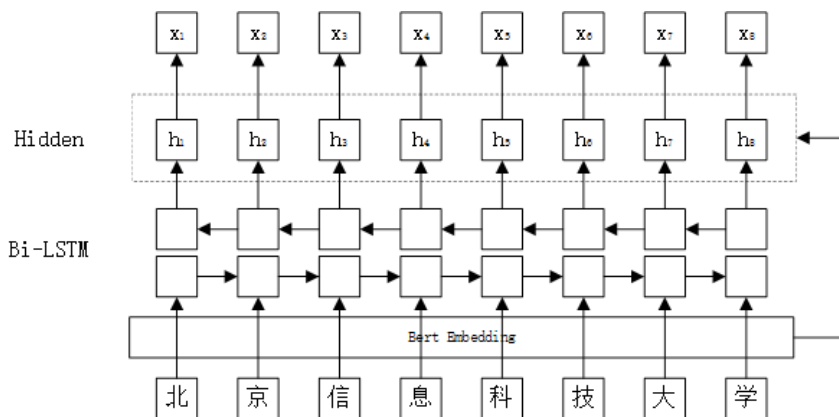 x₁ x₂ x₃ x₄ x₅ x₆ x₇ x₈
Hidden h₁ h₂ h₃ h₄ h₅ h₆ h₇ h₈
Bi-LSTM
Bert Embedding
北 京 信 息 科 技 大 学